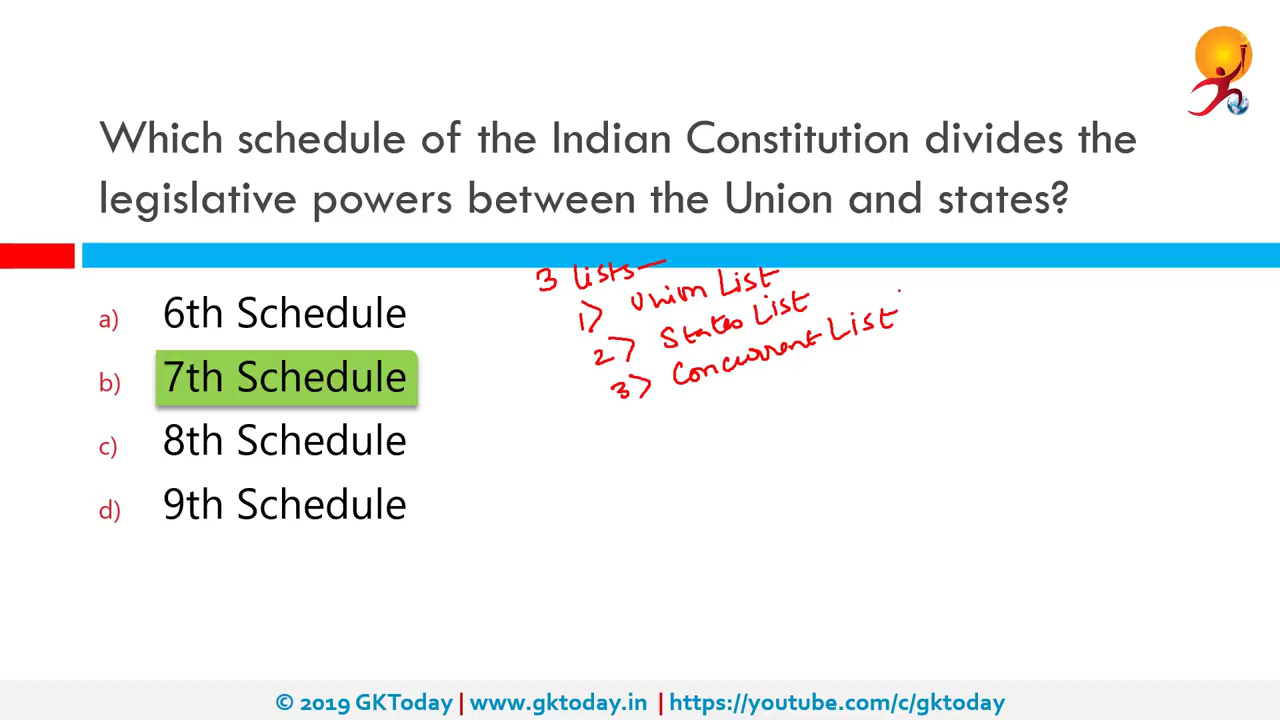 Which schedule of the Indian Constitution divides the
legislative powers between the Union and states?
3 lists—
1) Union List
2) States List
3) Concurrent List
a) 6th Schedule
b) 7th Schedule
c) 8th Schedule
d) 9th Schedule
© 2019 GKToday | www.gktoday.in | https://youtube.com/c/gktoday